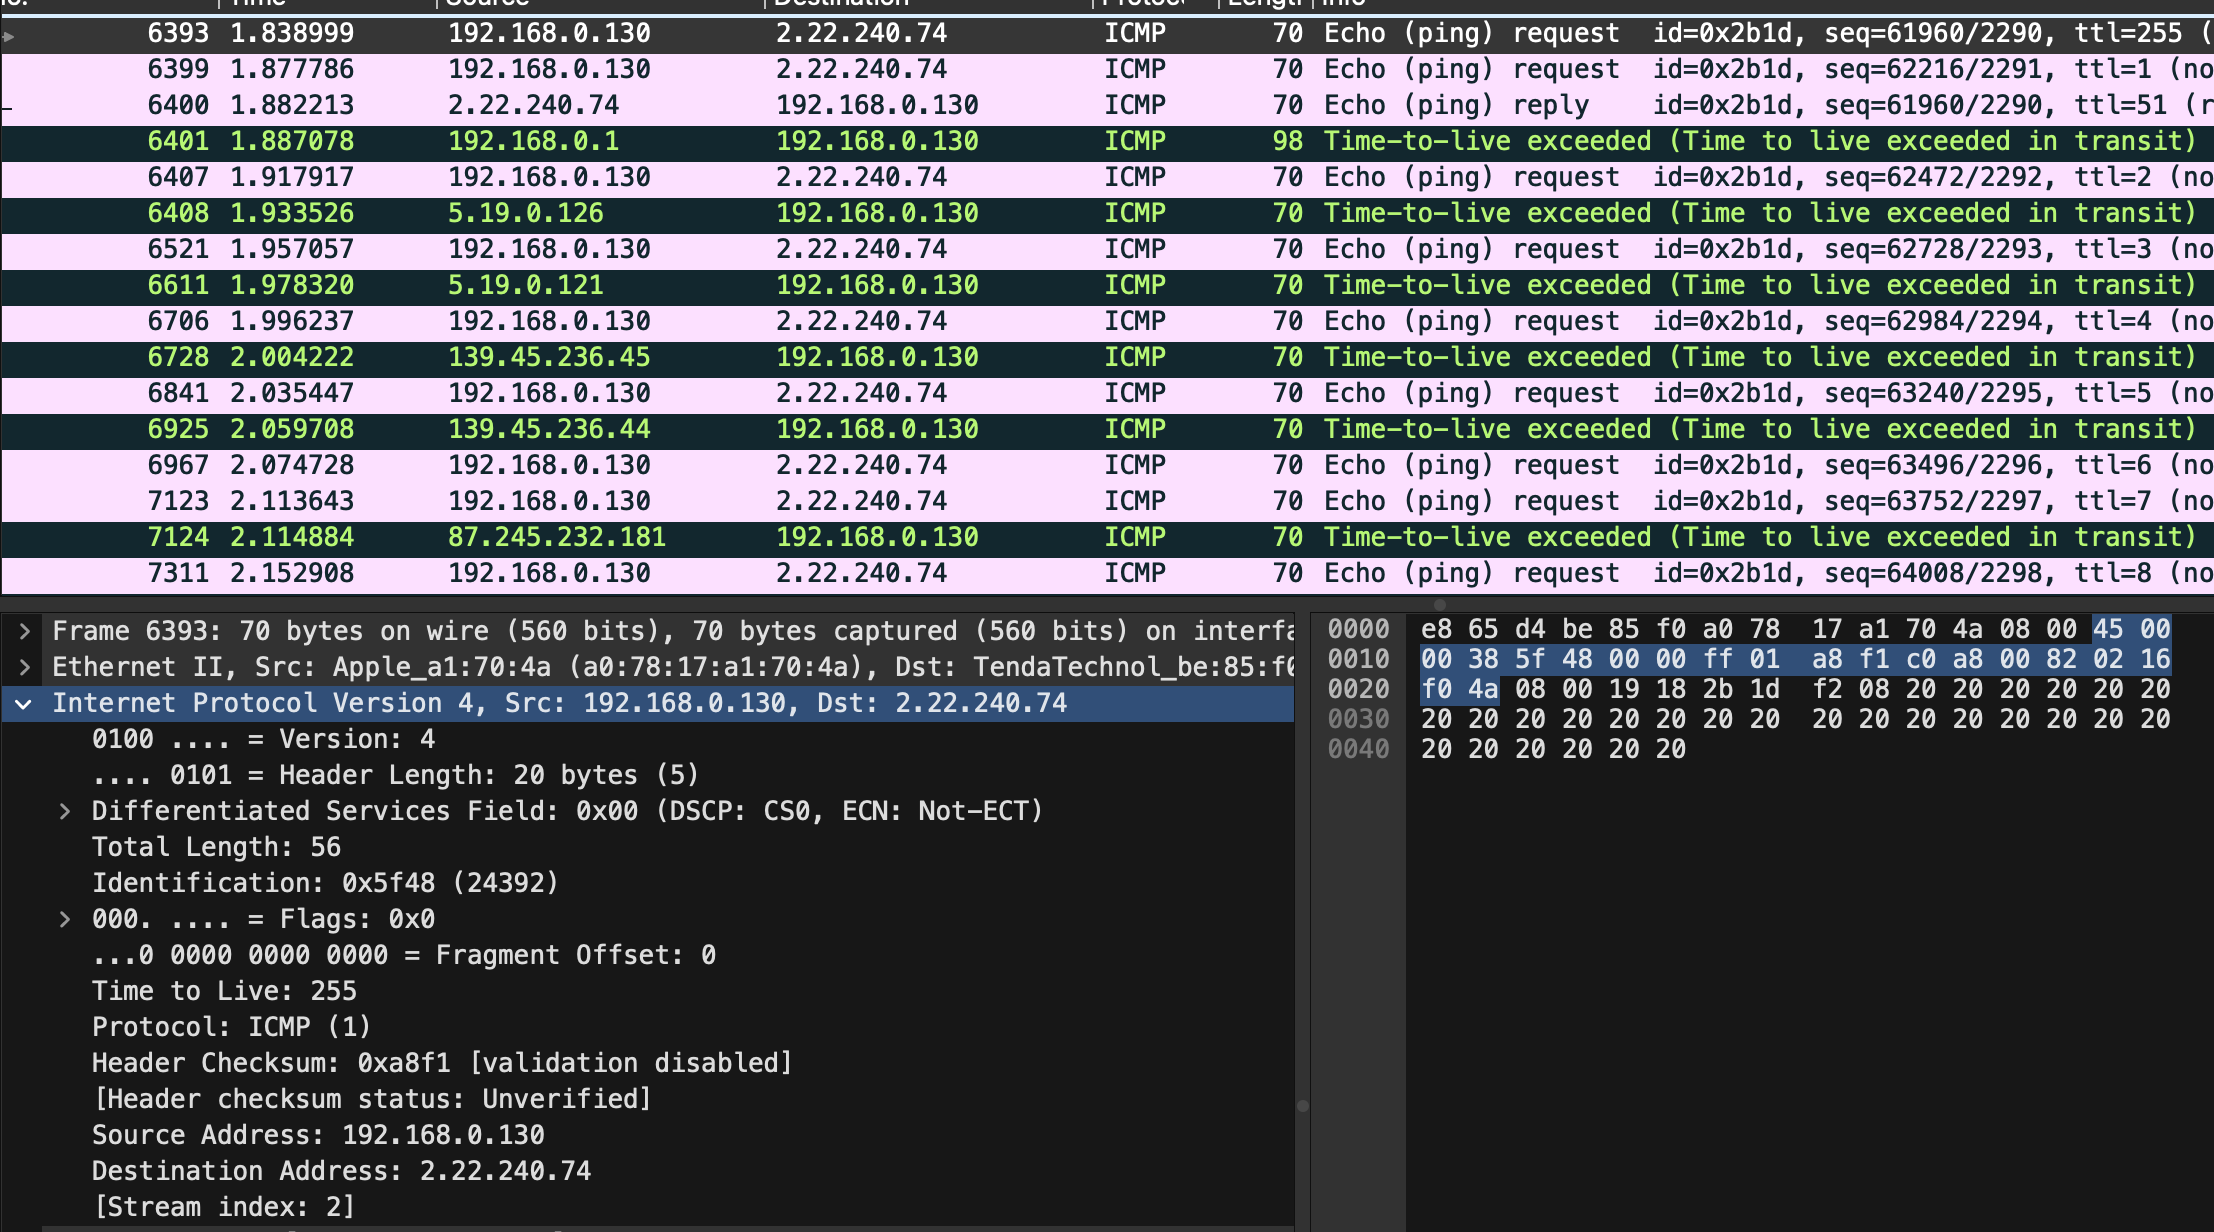 No. Time Source Destination Protocol Length Info
6393 1.838999 192.168.0.130 2.22.240.74 ICMP 70 Echo (ping) request id=0x2b1d, seq=61960/2290, ttl=255 (
6399 1.877786 192.168.0.130 2.22.240.74 ICMP 70 Echo (ping) request id=0x2b1d, seq=62216/2291, ttl=1 (no
6400 1.882213 2.22.240.74 192.168.0.130 ICMP 70 Echo (ping) reply id=0x2b1d, seq=61960/2290, ttl=51 (r
6401 1.887078 192.168.0.1 192.168.0.130 ICMP 98 Time-to-live exceeded (Time to live exceeded in transit)
6407 1.917917 192.168.0.130 2.22.240.74 ICMP 70 Echo (ping) request id=0x2b1d, seq=62472/2292, ttl=2 (no
6408 1.933526 5.19.0.126 192.168.0.130 ICMP 70 Time-to-live exceeded (Time to live exceeded in transit)
6521 1.957057 192.168.0.130 2.22.240.74 ICMP 70 Echo (ping) request id=0x2b1d, seq=62728/2293, ttl=3 (no
6611 1.978320 5.19.0.121 192.168.0.130 ICMP 70 Time-to-live exceeded (Time to live exceeded in transit)
6706 1.996237 192.168.0.130 2.22.240.74 ICMP 70 Echo (ping) request id=0x2b1d, seq=62984/2294, ttl=4 (no
6728 2.004222 139.45.236.45 192.168.0.130 ICMP 70 Time-to-live exceeded (Time to live exceeded in transit)
6841 2.035447 192.168.0.130 2.22.240.74 ICMP 70 Echo (ping) request id=0x2b1d, seq=63240/2295, ttl=5 (no
6925 2.059708 139.45.236.44 192.168.0.130 ICMP 70 Time-to-live exceeded (Time to live exceeded in transit)
6967 2.074728 192.168.0.130 2.22.240.74 ICMP 70 Echo (ping) request id=0x2b1d, seq=63496/2296, ttl=6 (no
7123 2.113643 192.168.0.130 2.22.240.74 ICMP 70 Echo (ping) request id=0x2b1d, seq=63752/2297, ttl=7 (no
7124 2.114884 87.245.232.181 192.168.0.130 ICMP 70 Time-to-live exceeded (Time to live exceeded in transit)
7311 2.152908 192.168.0.130 2.22.240.74 ICMP 70 Echo (ping) request id=0x2b1d, seq=64008/2298, ttl=8 (no
Frame 6393: 70 bytes on wire (560 bits), 70 bytes captured (560 bits) on interfa
Ethernet II, Src: Apple_a1:70:4a (a0:78:17:a1:70:4a), Dst: TendaTechnol_be:85:f0
Internet Protocol Version 4, Src: 192.168.0.130, Dst: 2.22.240.74
0100 .... = Version: 4
.... 0101 = Header Length: 20 bytes (5)
Differentiated Services Field: 0x00 (DSCP: CS0, ECN: Not-ECT)
Total Length: 56
Identification: 0x5f48 (24392)
000. .... = Flags: 0x0
...0 0000 0000 0000 = Fragment Offset: 0
Time to Live: 255
Protocol: ICMP (1)
Header Checksum: 0xa8f1 [validation disabled]
[Header checksum status: Unverified]
Source Address: 192.168.0.130
Destination Address: 2.22.240.74
[Stream index: 2]
0000 e8 65 d4 be 85 f0 a0 78 17 a1 70 4a 08 00 45 00
0010 00 38 5f 48 00 00 ff 01 a8 f1 c0 a8 00 82 02 16
0020 f0 4a 08 00 19 18 2b 1d f2 08 20 20 20 20 20 20
0030 20 20 20 20 20 20 20 20 20 20 20 20 20 20 20 20
0040 20 20 20 20 20 20